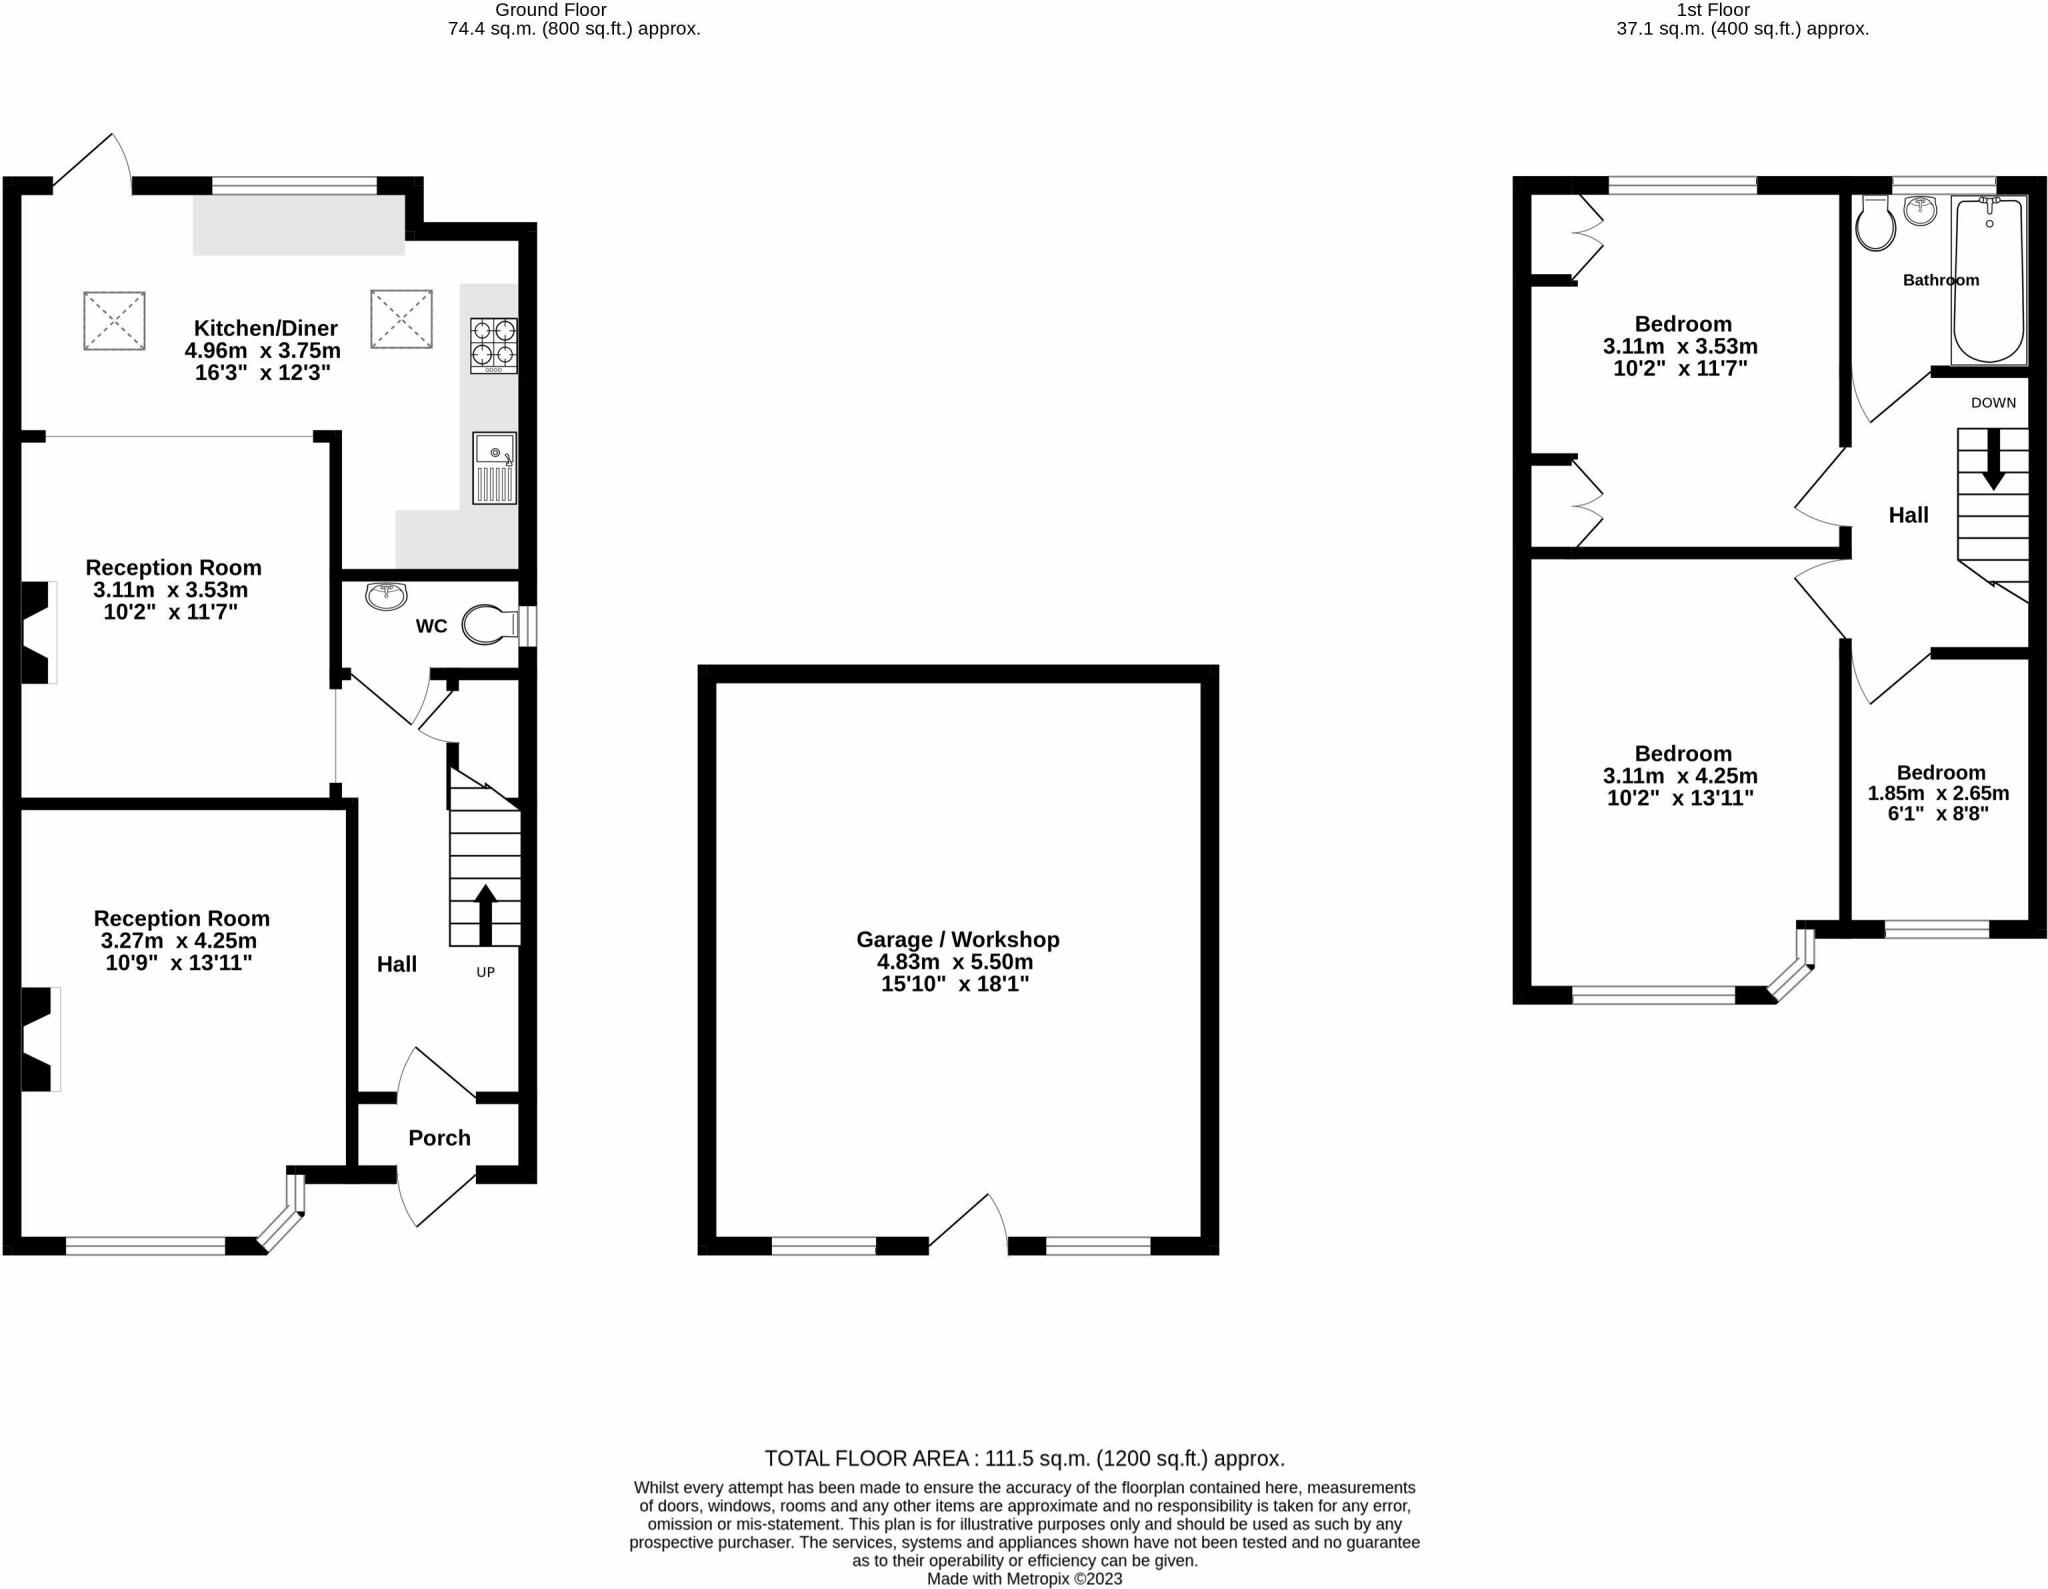 Ground Floor
74.4 sq.m. (800 sq.ft.) approx.
1st Floor
37.1 sq.m. (400 sq.ft.) approx.
Kitchen/Diner
4.96m x 3.75m
16'3" x 12'3"
Reception Room
3.11m x 3.53m
10'2" x 11'7"
WC
Reception Room
3.27m x 4.25m
10'9" x 13'11"
Hall
UP
Porch
Garage / Workshop
4.83m x 5.50m
15'10" x 18'1"
Bedroom
3.11m x 3.53m
10'2" x 11'7"
Bathroom
DOWN
Hall
Bedroom
3.11m x 4.25m
10'2" x 13'11"
Bedroom
1.85m x 2.65m
6'1" x 8'8"
TOTAL FLOOR AREA : 111.5 sq.m. (1200 sq.ft.) approx.
Whilst every attempt has been made to ensure the accuracy of the floorplan contained here, measurements
of doors, windows, rooms and any other items are approximate and no responsibility is taken for any error,
omission or mis-statement. This plan is for illustrative purposes only and should be used as such by any
prospective purchaser. The services, systems and appliances shown have not been tested and no guarantee
as to their operability or efficiency can be given.
Made with Metropix ©2023